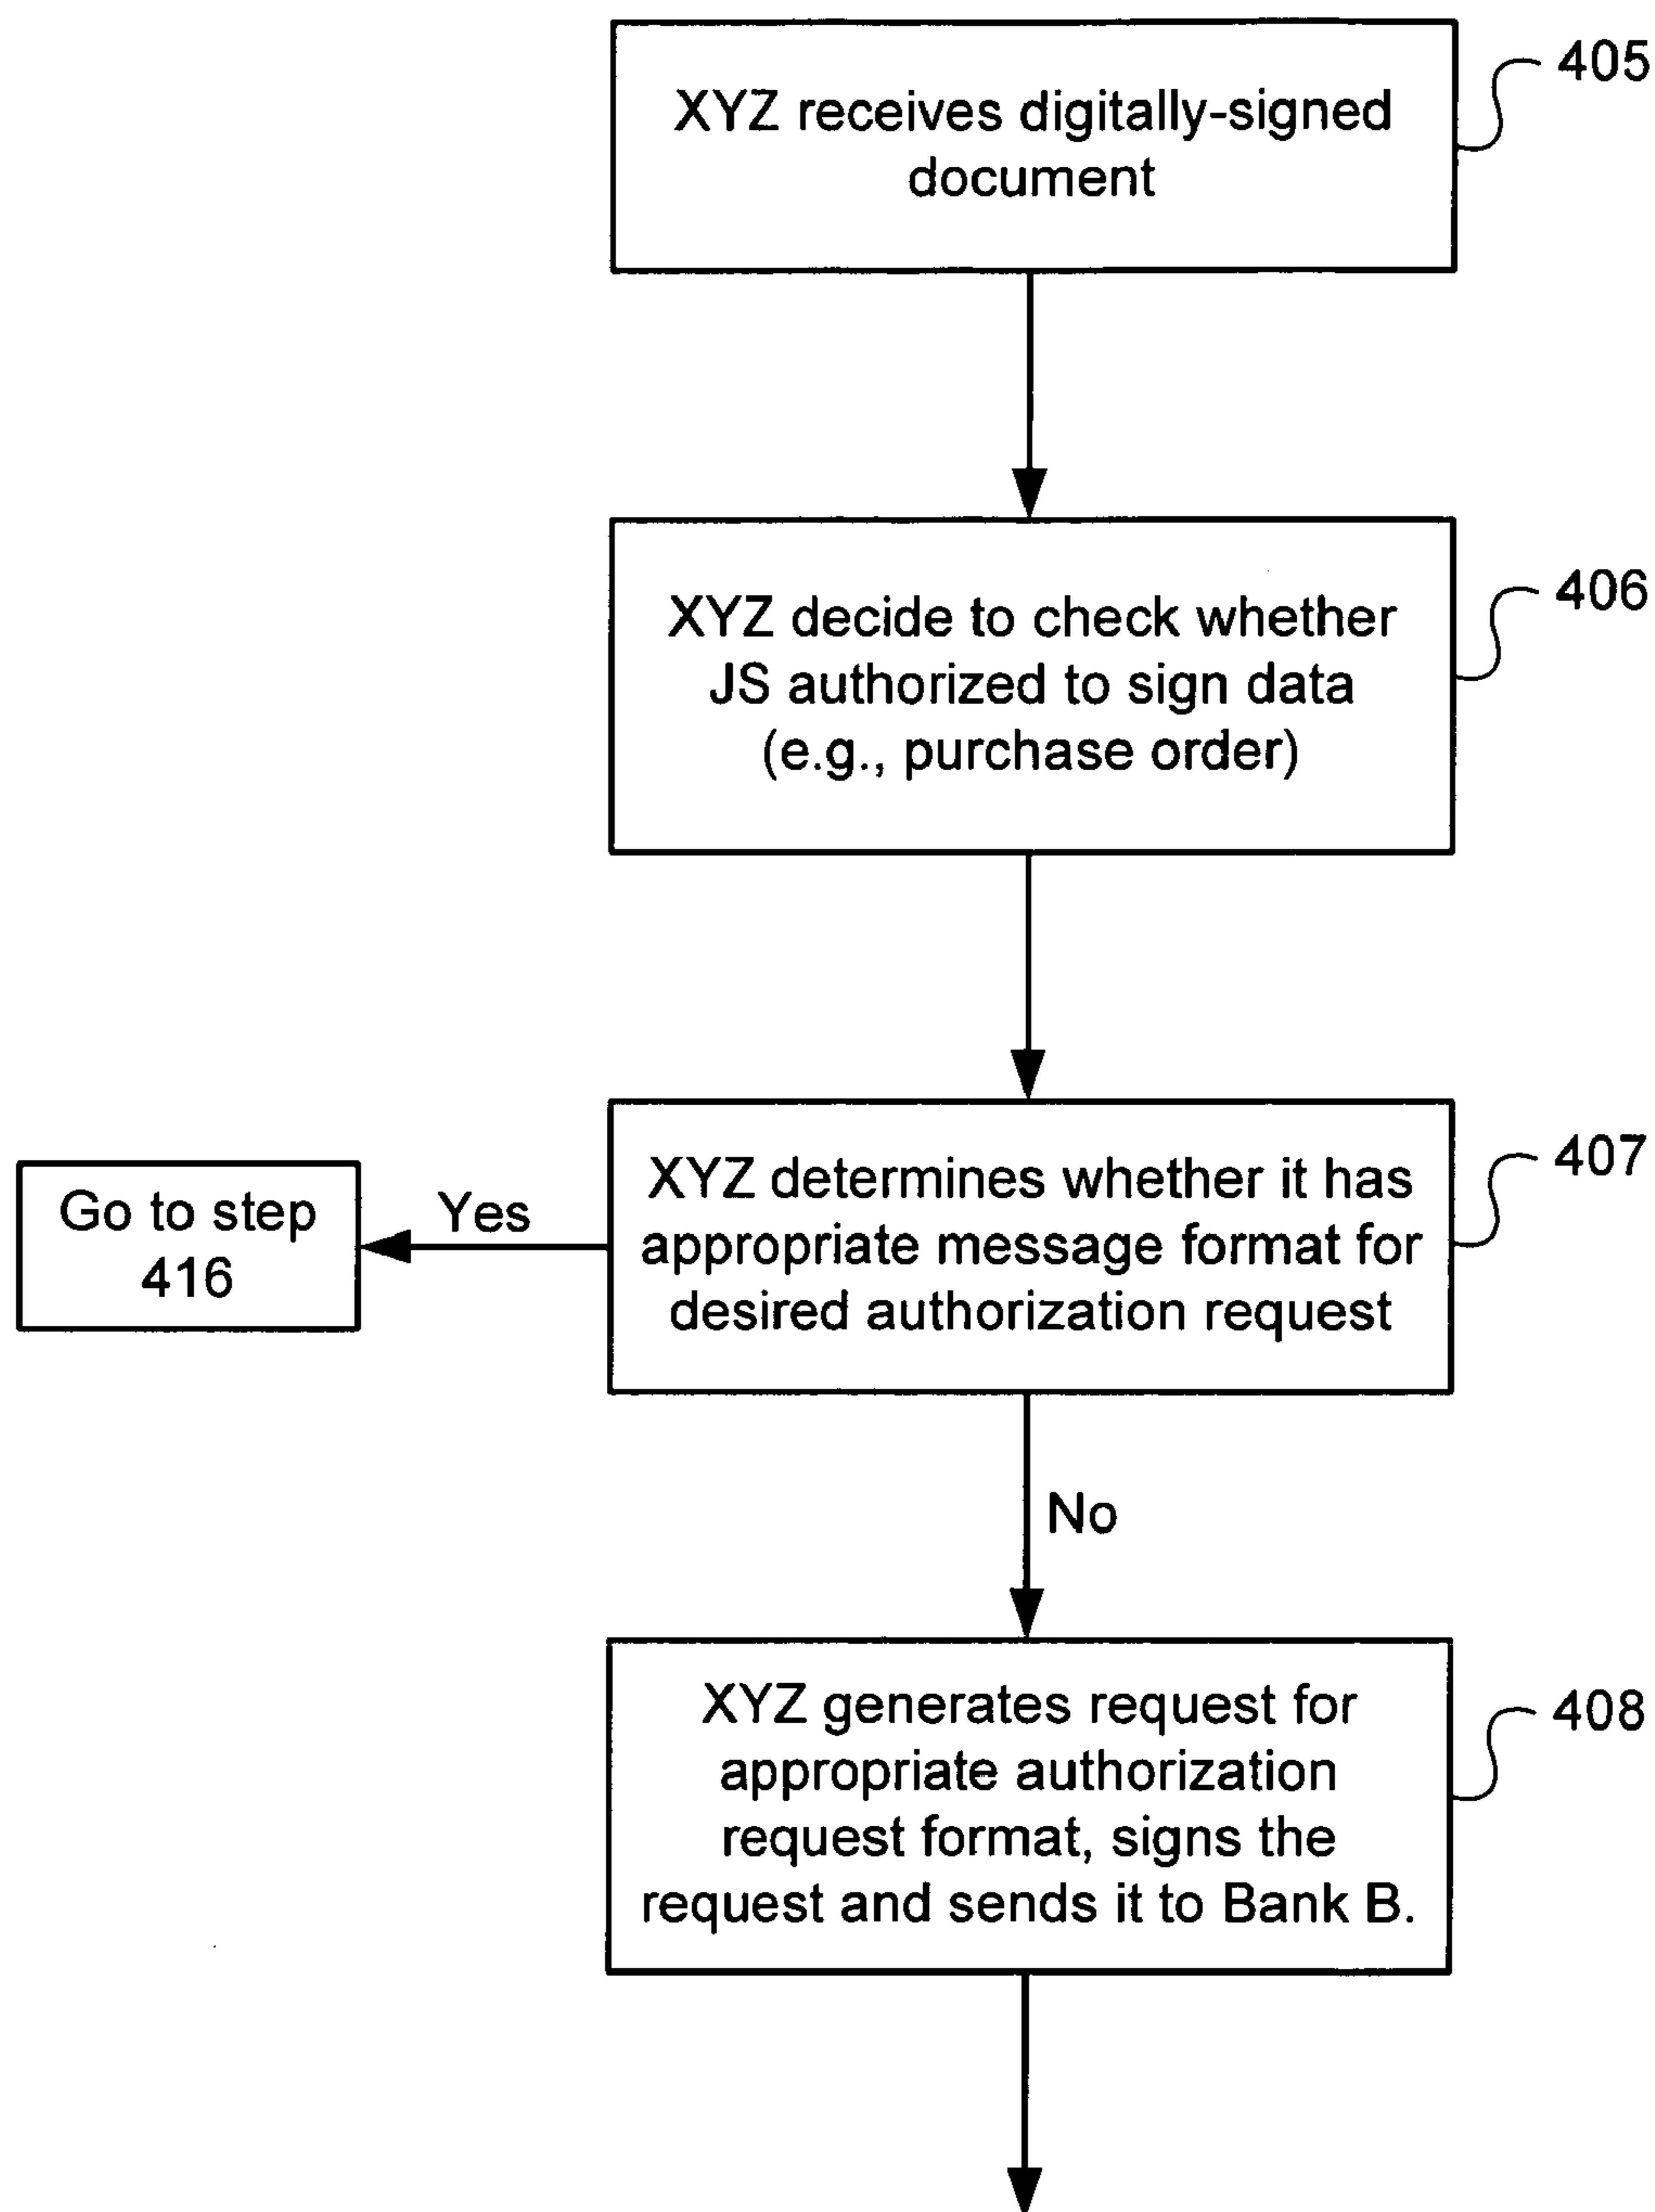 XYZ receives digitally-signed
document
405
XYZ decide to check whether
JS authorized to sign data
(e.g., purchase order)
406
XYZ determines whether it has
appropriate message format for
desired authorization request
407
Yes
Go to step
416
No
XYZ generates request for
appropriate authorization
request format, signs the
request and sends it to Bank B.
408